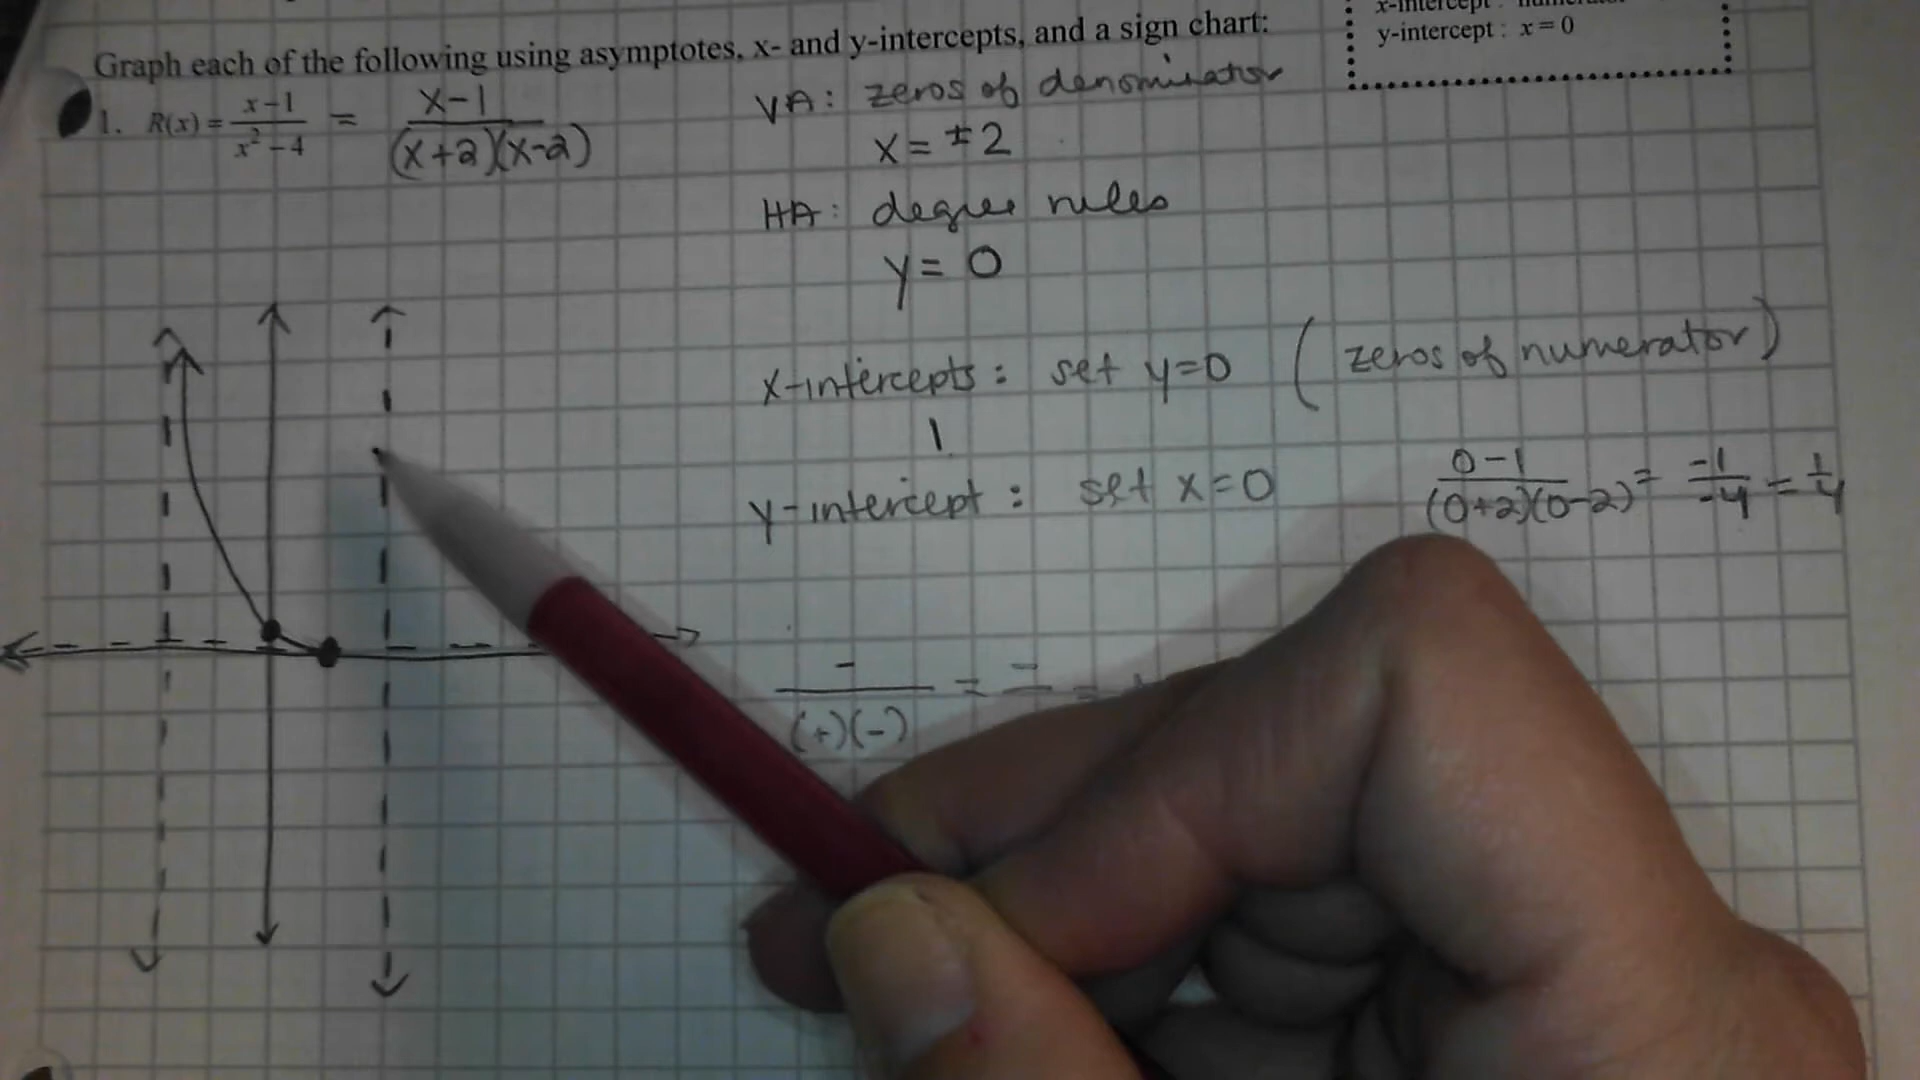 x-intercept :
y-intercept : x = 0
Graph each of the following using asymptotes, x- and y-intercepts, and a sign chart:
1. R(x) = (x-1)/(x² - 4) = (x-1)/((x+2)(x-2))
VA: zeros of denominator
x = ±2
HA: degree rules
y = 0
x-intercepts: set y=0 (zeros of numerator)
1
y-intercept: set x=0 (0-1)/((0+2)(0-2)) = -1/-4 = 1/4
-/((+)(-)) = -/- =